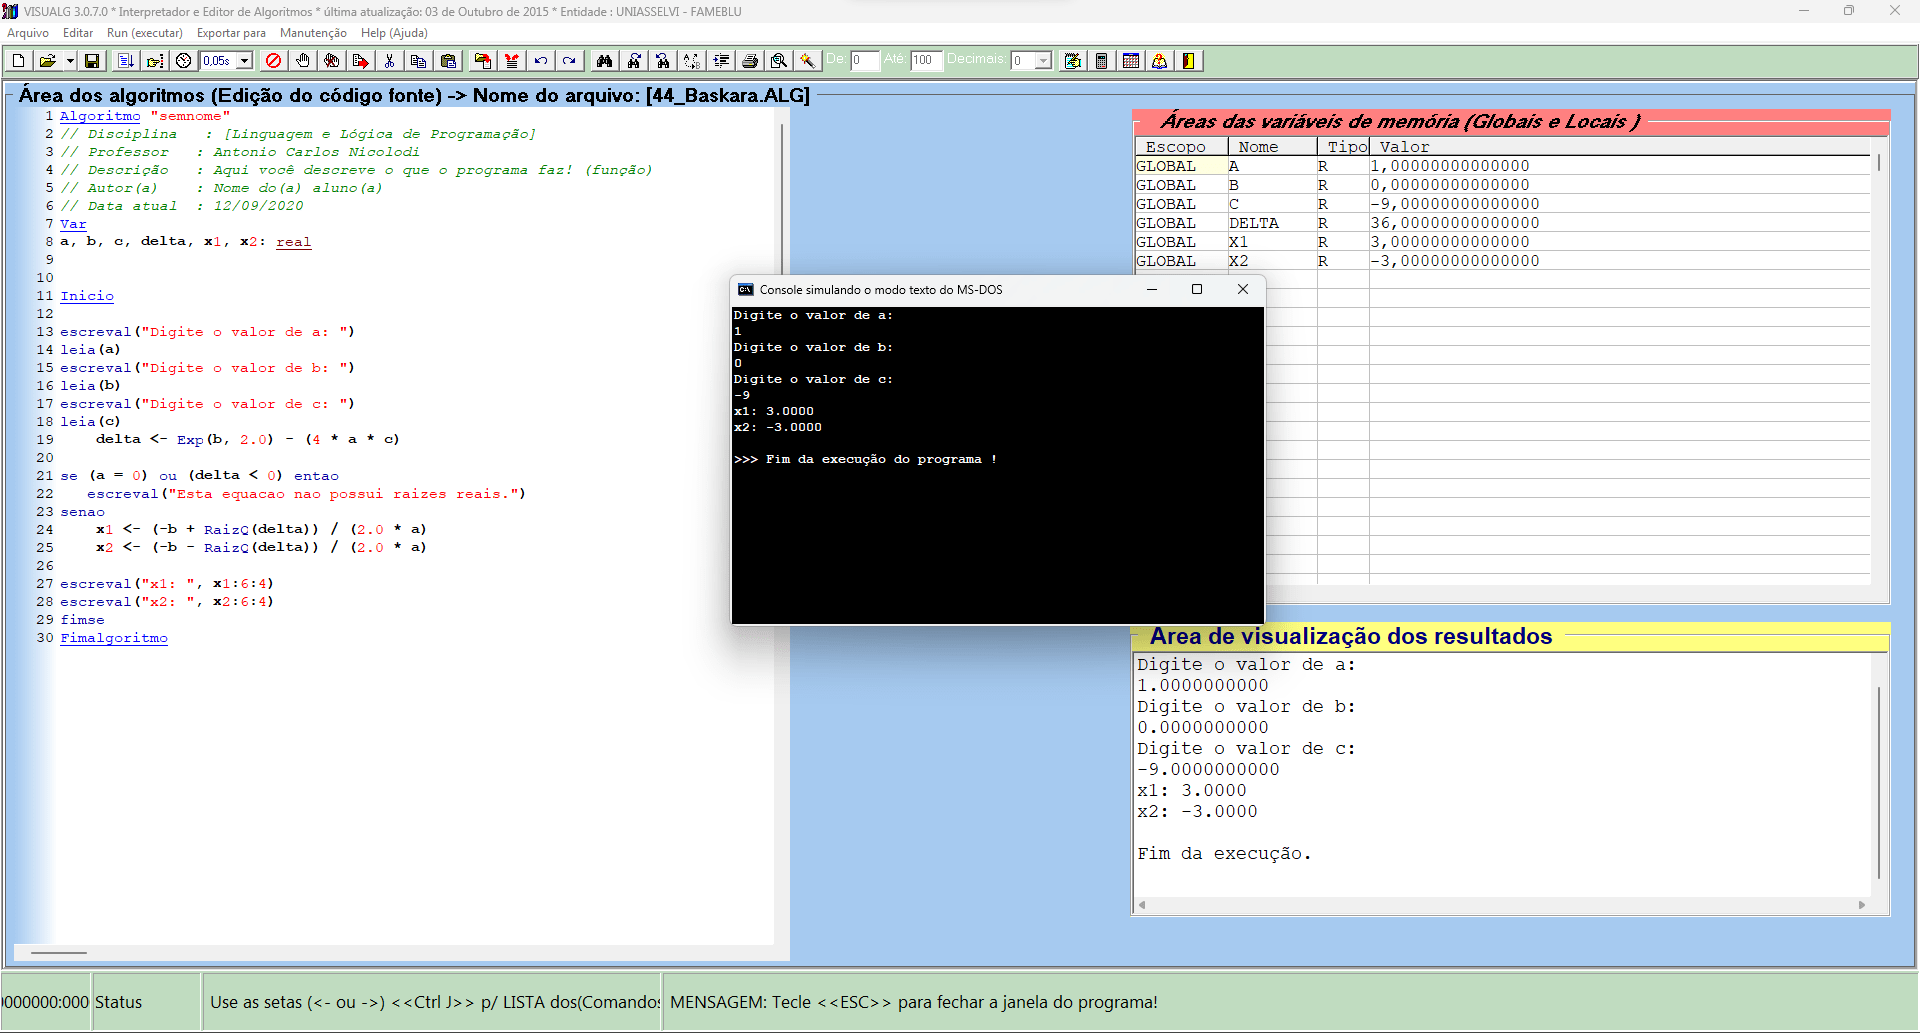 VISUALG 3.0.7.0 * Interpretador e Editor de Algoritmos * última atualização: 03 de Outubro de 2015 * Entidade : UNIASSELVI - FAMEBLU
Arquivo Editar Run (executar) Exportar para Manutenção Help (Ajuda)
0,05s De: 0 Até: 100 Decimais: 0
Área dos algoritmos (Edição do código fonte) -> Nome do arquivo: [44_Baskara.ALG]
1 Algoritmo "semnome"
2 // Disciplina : [Linguagem e Lógica de Programação]
3 // Professor : Antonio Carlos Nicolodi
4 // Descrição : Aqui você descreve o que o programa faz! (função)
5 // Autor(a) : Nome do(a) aluno(a)
6 // Data atual : 12/09/2020
7 Var
8 a, b, c, delta, x1, x2: real
9
10
11 Inicio
12
13 escreval("Digite o valor de a: ")
14 leia(a)
15 escreval("Digite o valor de b: ")
16 leia(b)
17 escreval("Digite o valor de c: ")
18 leia(c)
19 delta <- Exp(b, 2.0) - (4 * a * c)
20
21 se (a = 0) ou (delta < 0) entao
22 escreval("Esta equacao nao possui raizes reais.")
23 senao
24 x1 <- (-b + RaizQ(delta)) / (2.0 * a)
25 x2 <- (-b - RaizQ(delta)) / (2.0 * a)
26
27 escreval("x1: ", x1:6:4)
28 escreval("x2: ", x2:6:4)
29 fimse
30 Fimalgoritmo
Áreas das variáveis de memória (Globais e Locais )
Escopo Nome Tipo Valor
GLOBAL A R 1,00000000000000
GLOBAL B R 0,00000000000000
GLOBAL C R -9,00000000000000
GLOBAL DELTA R 36,00000000000000
GLOBAL X1 R 3,00000000000000
GLOBAL X2 R -3,00000000000000
Console simulando o modo texto do MS-DOS
Digite o valor de a:
1
Digite o valor de b:
0
Digite o valor de c:
-9
x1: 3.0000
x2: -3.0000
>>> Fim da execução do programa !
Area de visualização dos resultados
Digite o valor de a:
1.0000000000
Digite o valor de b:
0.0000000000
Digite o valor de c:
-9.0000000000
x1: 3.0000
x2: -3.0000
Fim da execução.
0000000:000 Status Use as setas (<- ou ->) <<Ctrl J>> p/ LISTA dos(Comandos MENSAGEM: Tecle <<ESC>> para fechar a janela do programa!